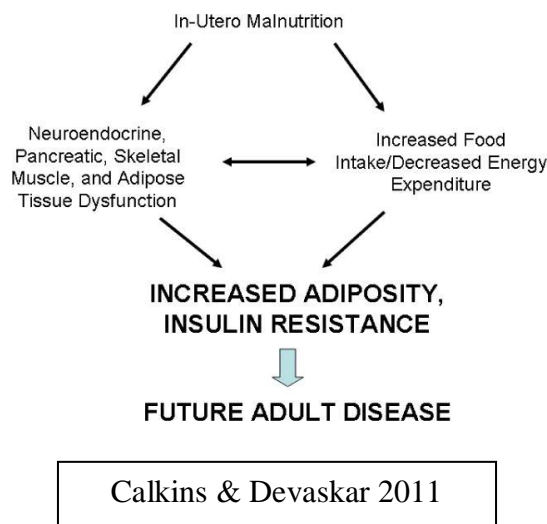 In-Utero Malnutrition
Neuroendocrine,
Pancreatic, Skeletal
Muscle, and Adipose
Tissue Dysfunction
Increased Food
Intake/Decreased Energy
Expenditure
INCREASED ADIPOSITY,
INSULIN RESISTANCE
FUTURE ADULT DISEASE
Calkins & Devaskar 2011